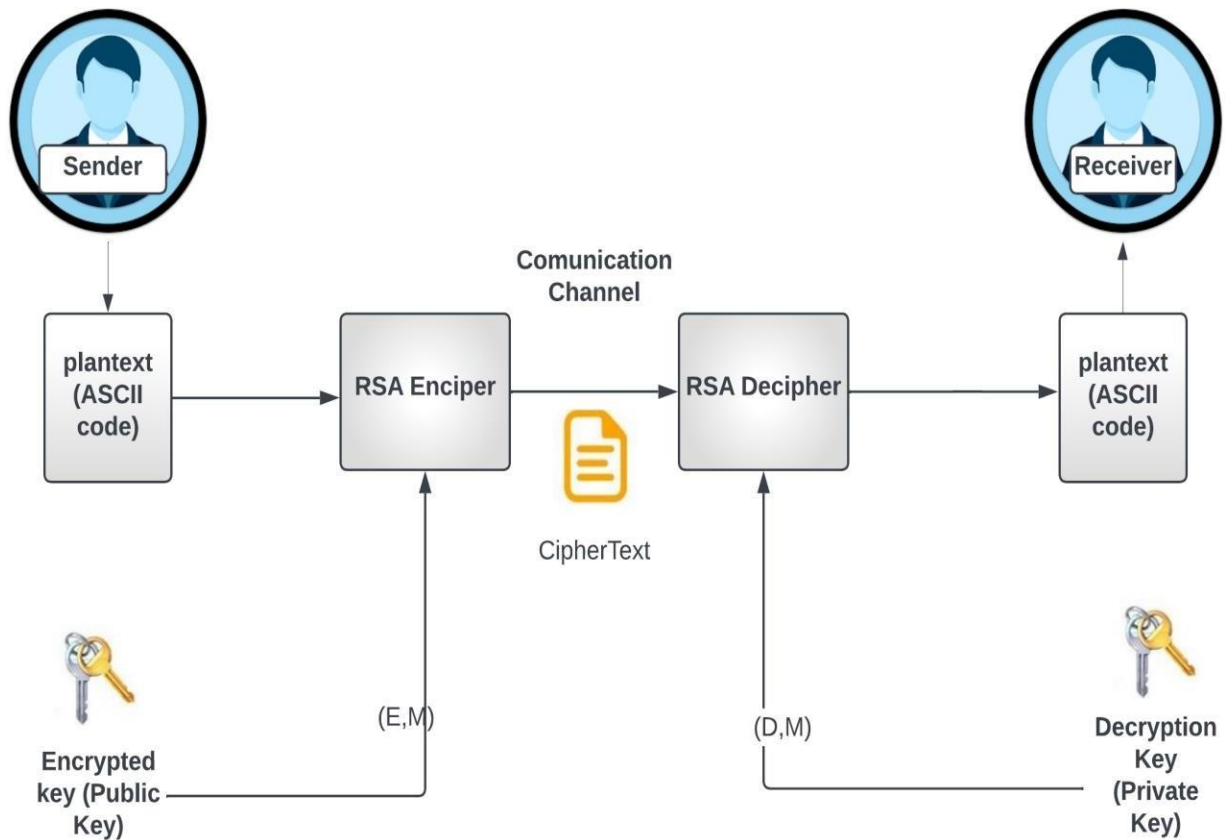 Sender
Receiver
Comunication
Channel
plantext
(ASCII
code)
RSA Enciper
RSA Decipher
plantext
(ASCII
code)
CipherText
(E,M)
(D,M)
Encrypted
key (Public
Key)
Decryption
Key
(Private
Key)